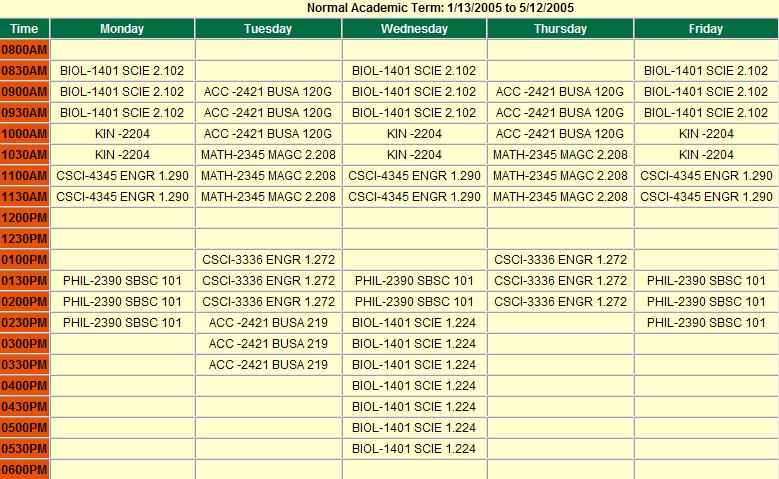 Normal Academic Term: 1/13/2005 to 5/12/2005
Time Monday Tuesday Wednesday Thursday Friday
0800AM
0830AM BIOL-1401 SCIE 2.102 BIOL-1401 SCIE 2.102 BIOL-1401 SCIE 2.102
0900AM BIOL-1401 SCIE 2.102 ACC -2421 BUSA 120G BIOL-1401 SCIE 2.102 ACC -2421 BUSA 120G BIOL-1401 SCIE 2.102
0930AM BIOL-1401 SCIE 2.102 ACC -2421 BUSA 120G BIOL-1401 SCIE 2.102 ACC -2421 BUSA 120G BIOL-1401 SCIE 2.102
1000AM KIN -2204 ACC -2421 BUSA 120G KIN -2204 ACC -2421 BUSA 120G KIN -2204
1030AM KIN -2204 MATH-2345 MAGC 2.208 KIN -2204 MATH-2345 MAGC 2.208 KIN -2204
1100AM CSCI-4345 ENGR 1.290 MATH-2345 MAGC 2.208 CSCI-4345 ENGR 1.290 MATH-2345 MAGC 2.208 CSCI-4345 ENGR 1.290
1130AM CSCI-4345 ENGR 1.290 MATH-2345 MAGC 2.208 CSCI-4345 ENGR 1.290 MATH-2345 MAGC 2.208 CSCI-4345 ENGR 1.290
1200PM
1230PM
0100PM CSCI-3336 ENGR 1.272 CSCI-3336 ENGR 1.272
0130PM PHIL-2390 SBSC 101 CSCI-3336 ENGR 1.272 PHIL-2390 SBSC 101 CSCI-3336 ENGR 1.272 PHIL-2390 SBSC 101
0200PM PHIL-2390 SBSC 101 CSCI-3336 ENGR 1.272 PHIL-2390 SBSC 101 CSCI-3336 ENGR 1.272 PHIL-2390 SBSC 101
0230PM PHIL-2390 SBSC 101 ACC -2421 BUSA 219 BIOL-1401 SCIE 1.224 PHIL-2390 SBSC 101
0300PM ACC -2421 BUSA 219 BIOL-1401 SCIE 1.224
0330PM ACC -2421 BUSA 219 BIOL-1401 SCIE 1.224
0400PM BIOL-1401 SCIE 1.224
0430PM BIOL-1401 SCIE 1.224
0500PM BIOL-1401 SCIE 1.224
0530PM BIOL-1401 SCIE 1.224
0600PM